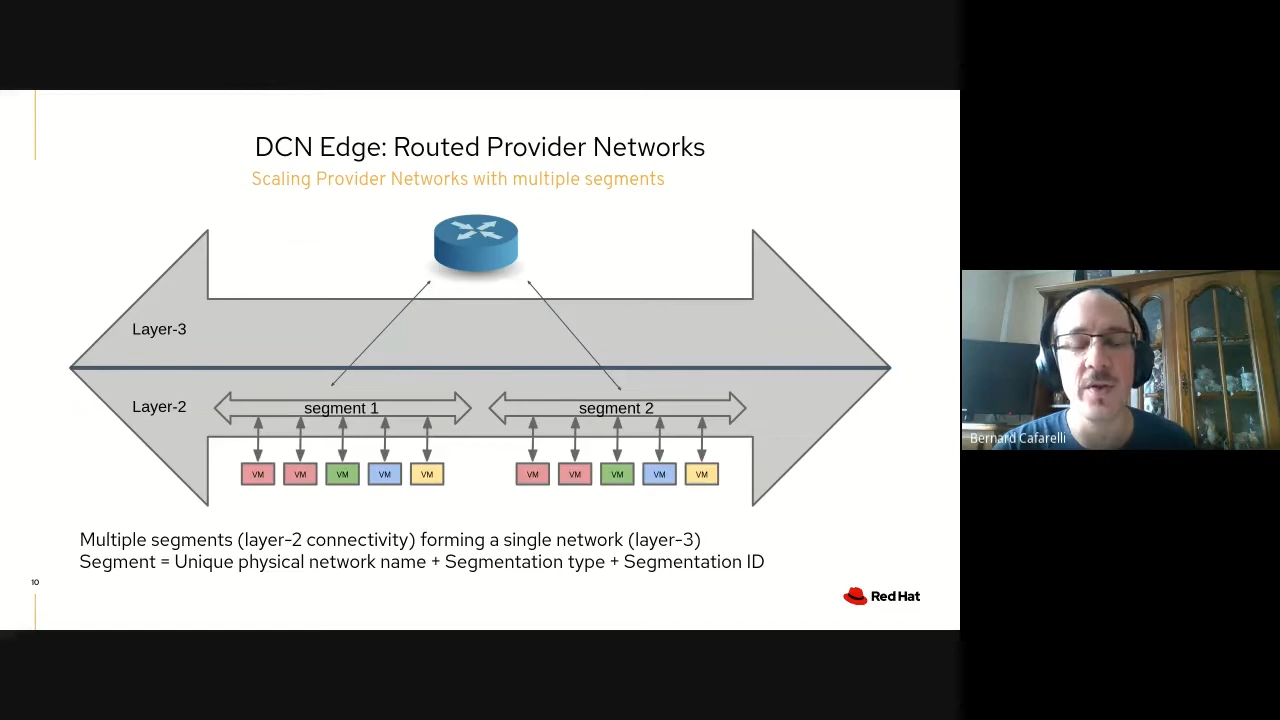 DCN Edge: Routed Provider Networks
Scaling Provider Networks with multiple segments
Layer-3
Layer-2
segment 1
segment 2
VM
VM
VM
VM
VM
VM
VM
VM
VM
VM
Multiple segments (layer-2 connectivity) forming a single network (layer-3)
Segment = Unique physical network name + Segmentation type + Segmentation ID
10
Red Hat
Bernard Cafarelli